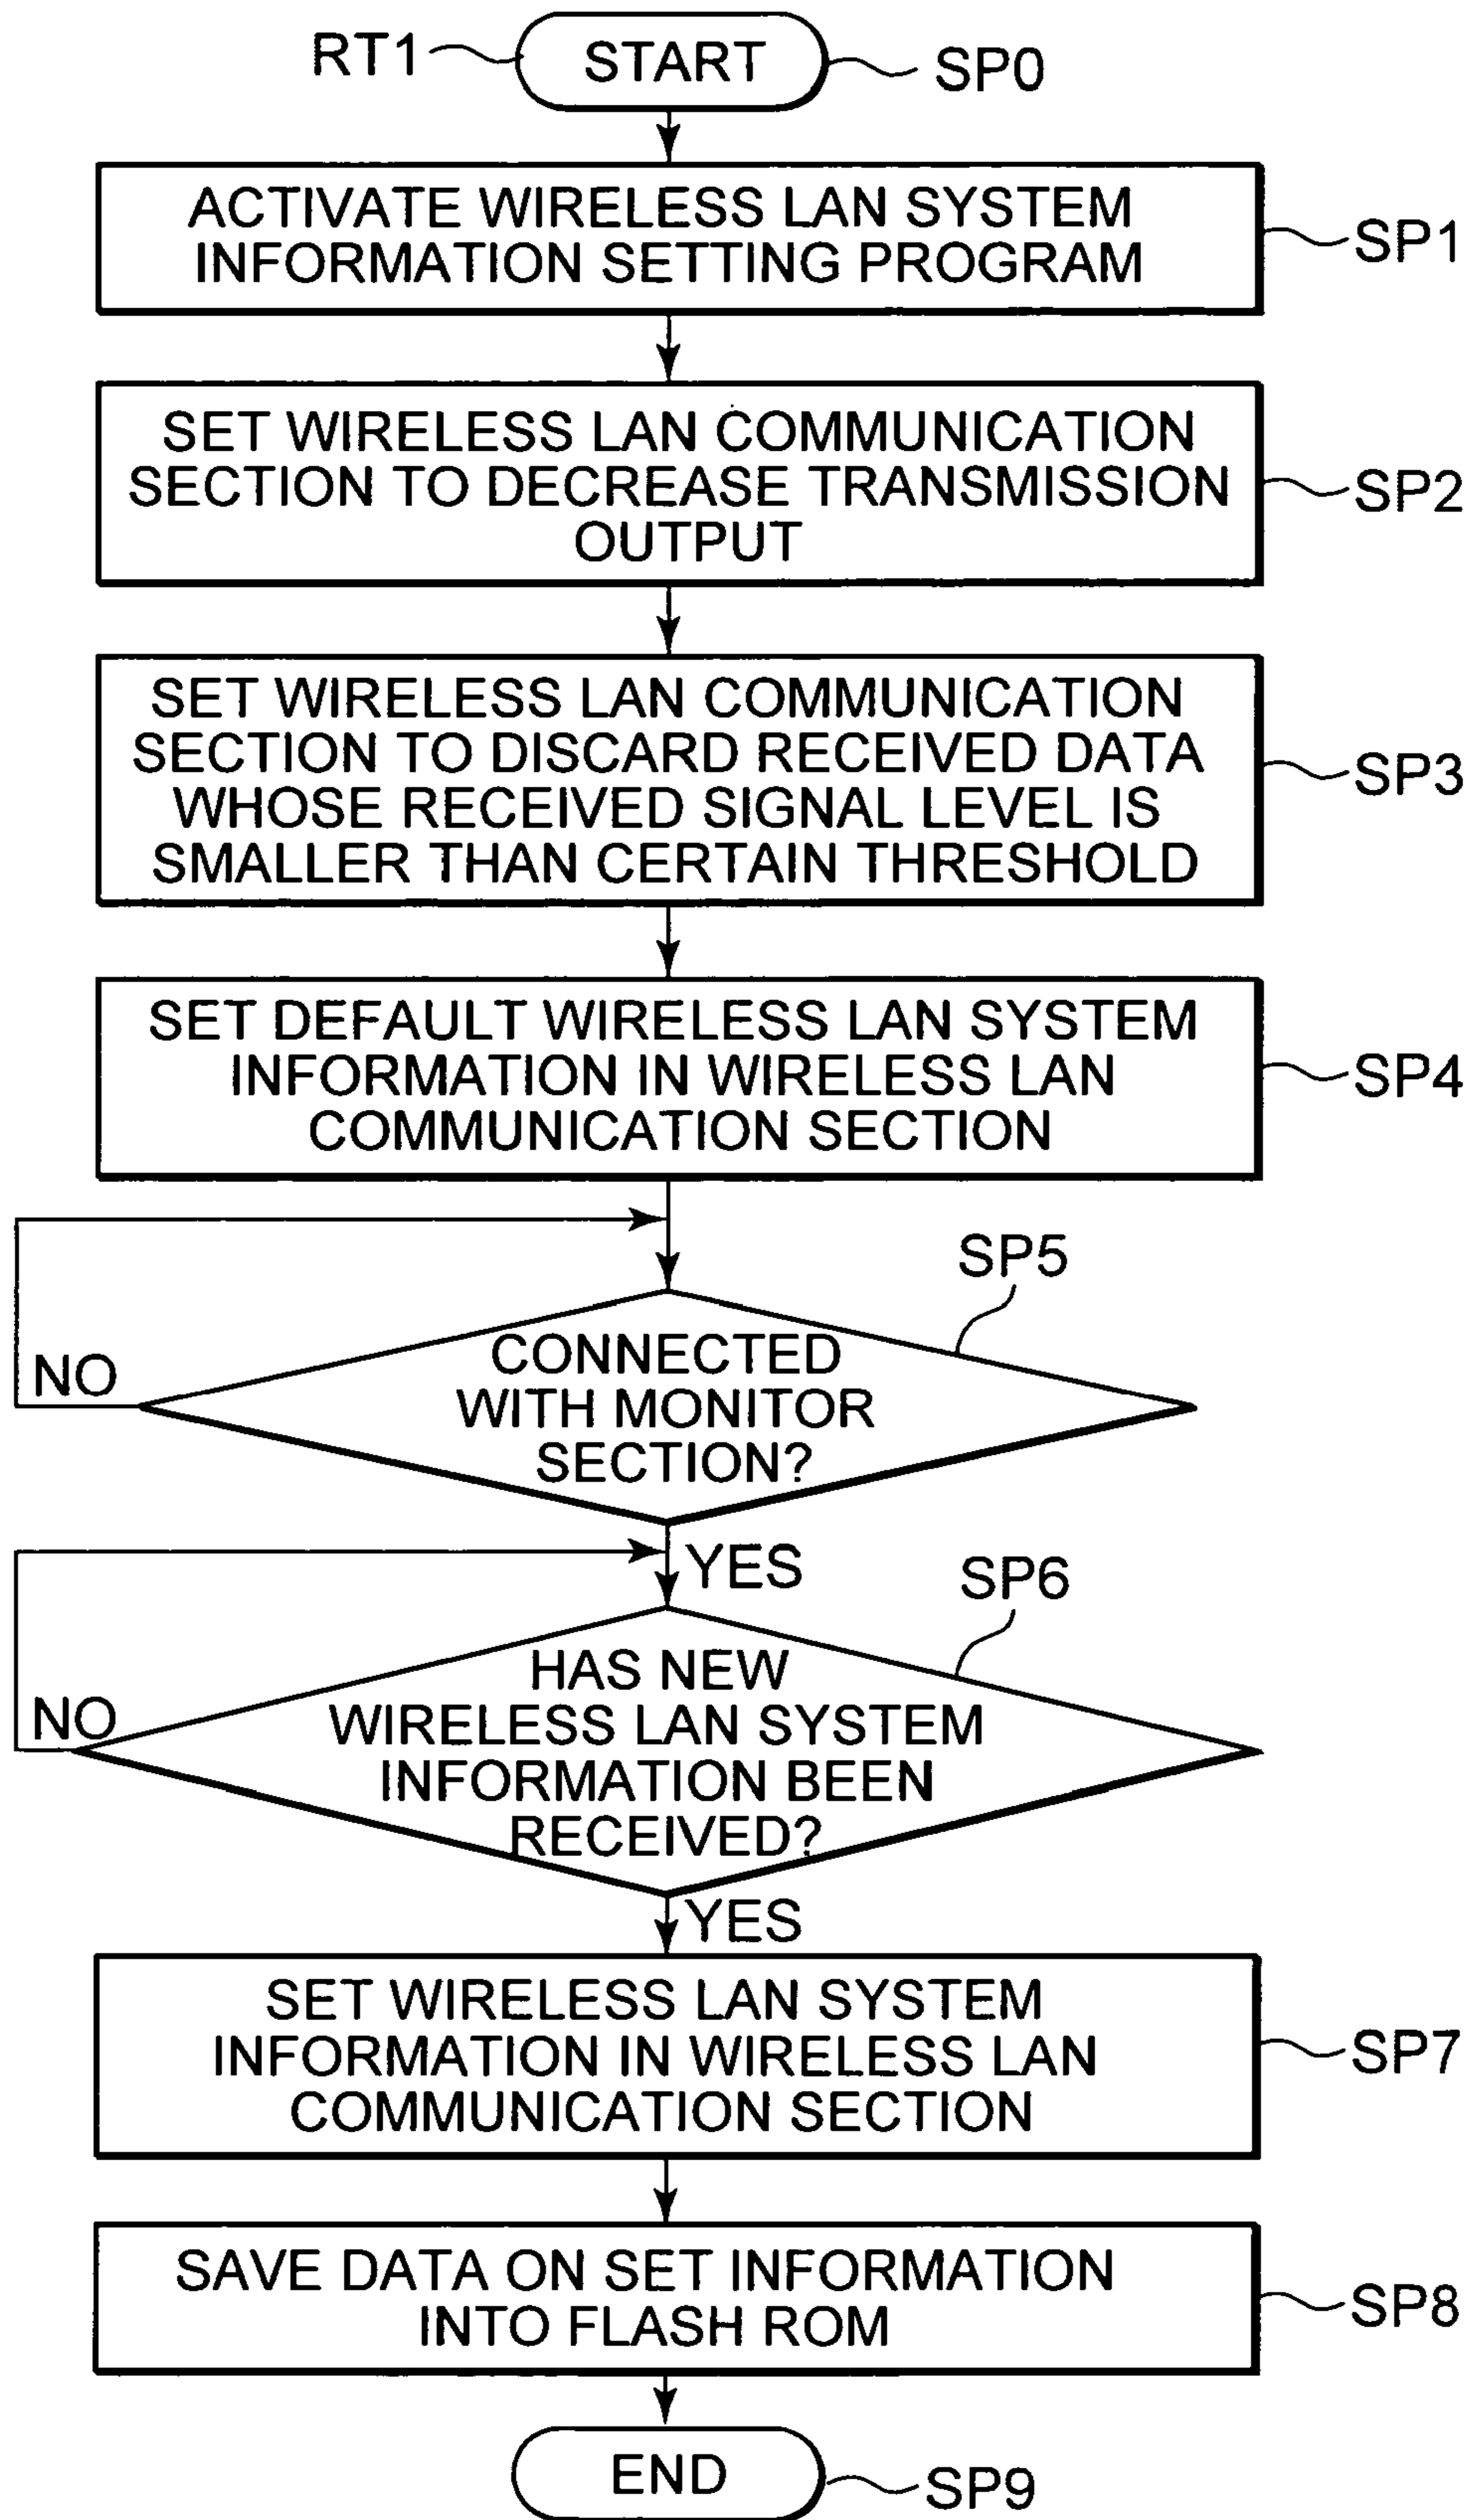 RT1
START
SP0
ACTIVATE WIRELESS LAN SYSTEM
INFORMATION SETTING PROGRAM
SP1
SET WIRELESS LAN COMMUNICATION
SECTION TO DECREASE TRANSMISSION
OUTPUT
SP2
SET WIRELESS LAN COMMUNICATION
SECTION TO DISCARD RECEIVED DATA
WHOSE RECEIVED SIGNAL LEVEL IS
SMALLER THAN CERTAIN THRESHOLD
SP3
SET DEFAULT WIRELESS LAN SYSTEM
INFORMATION IN WIRELESS LAN
COMMUNICATION SECTION
SP4
SP5
NO
CONNECTED
WITH MONITOR
SECTION?
YES
SP6
NO
HAS NEW
WIRELESS LAN SYSTEM
INFORMATION BEEN
RECEIVED?
YES
SET WIRELESS LAN SYSTEM
INFORMATION IN WIRELESS LAN
COMMUNICATION SECTION
SP7
SAVE DATA ON SET INFORMATION
INTO FLASH ROM
SP8
END
SP9